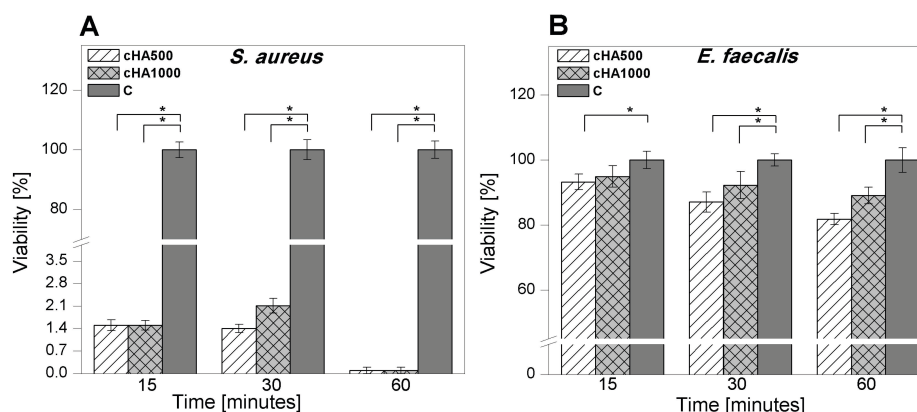 A
S. aureus
cHA500
cHA1000
C
* * *
* * *
Viability [%]
120
100
80
3.5
2.8
2.1
1.4
0.7
0.0
15 30 60
Time [minutes]
B
E. faecalis
cHA500
cHA1000
C
* * *
* *
Viability [%]
120
100
80
60
0
15 30 60
Time [minutes]